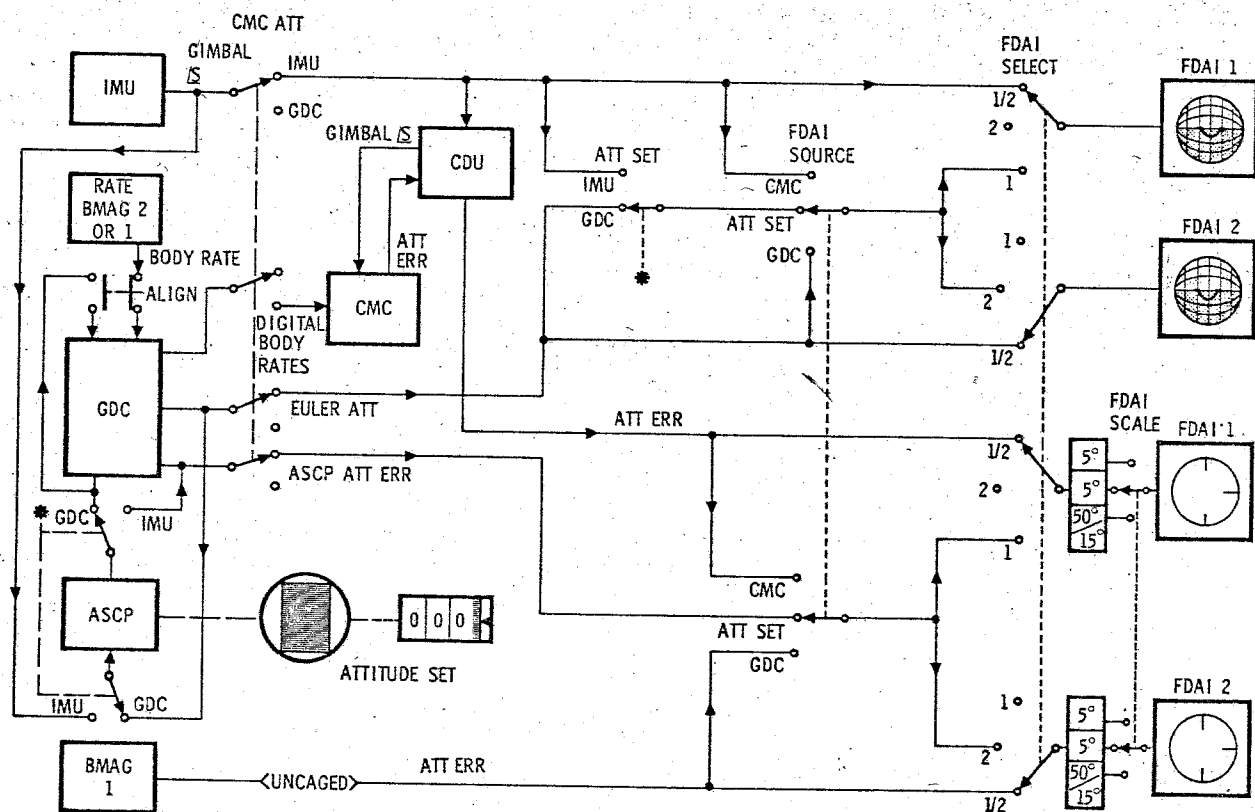 CMC ATT
GIMBAL
/S
IMU
IMU
GDC
FDAI
SELECT
FDAI 1
1/2
2
1
GIMBAL /S
CDU
ATT SET
IMU
GDC
FDAI
SOURCE
CMC
ATT SET
GDC
RATE
BMAG 2
OR 1
BODY RATE
ALIGN
ATT
ERR
CMC
DIGITAL
BODY
RATES
*
1
2
1/2
FDAI 2
GDC
EULER ATT
ASCP ATT ERR
ATT ERR
1/2
2
1
FDAI
SCALE
FDAI 1
5°
5°
50°/15°
*
GDC
IMU
ASCP
0 0 0
ATTITUDE SET
IMU
GDC
CMC
ATT SET
GDC
1
2
1/2
FDAI 2
5°
5°
50°/15°
BMAG
1
<UNCAGED>
ATT ERR